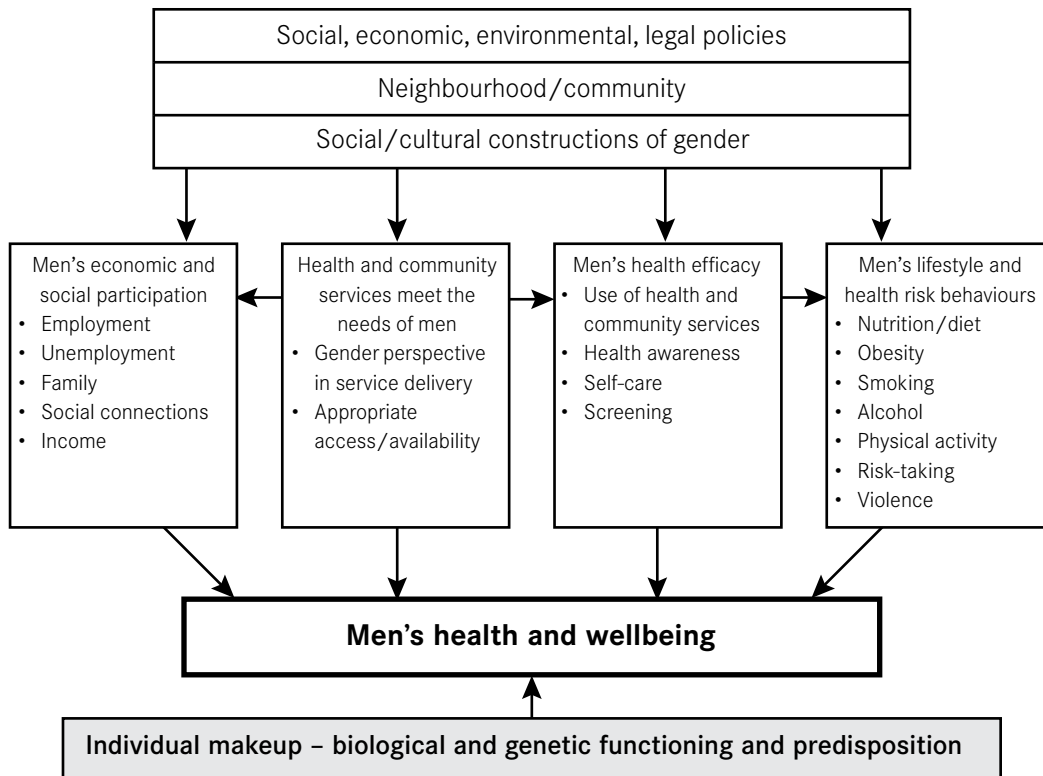 Social, economic, environmental, legal policies
Neighbourhood/community
Social/cultural constructions of gender
Men's economic and
social participation
• Employment
• Unemployment
• Family
• Social connections
• Income
Health and community
services meet the
needs of men
• Gender perspective
in service delivery
• Appropriate
access/availability
Men's health efficacy
• Use of health and
community services
• Health awareness
• Self-care
• Screening
Men's lifestyle and
health risk behaviours
• Nutrition/diet
• Obesity
• Smoking
• Alcohol
• Physical activity
• Risk-taking
• Violence
Men's health and wellbeing
Individual makeup – biological and genetic functioning and predisposition